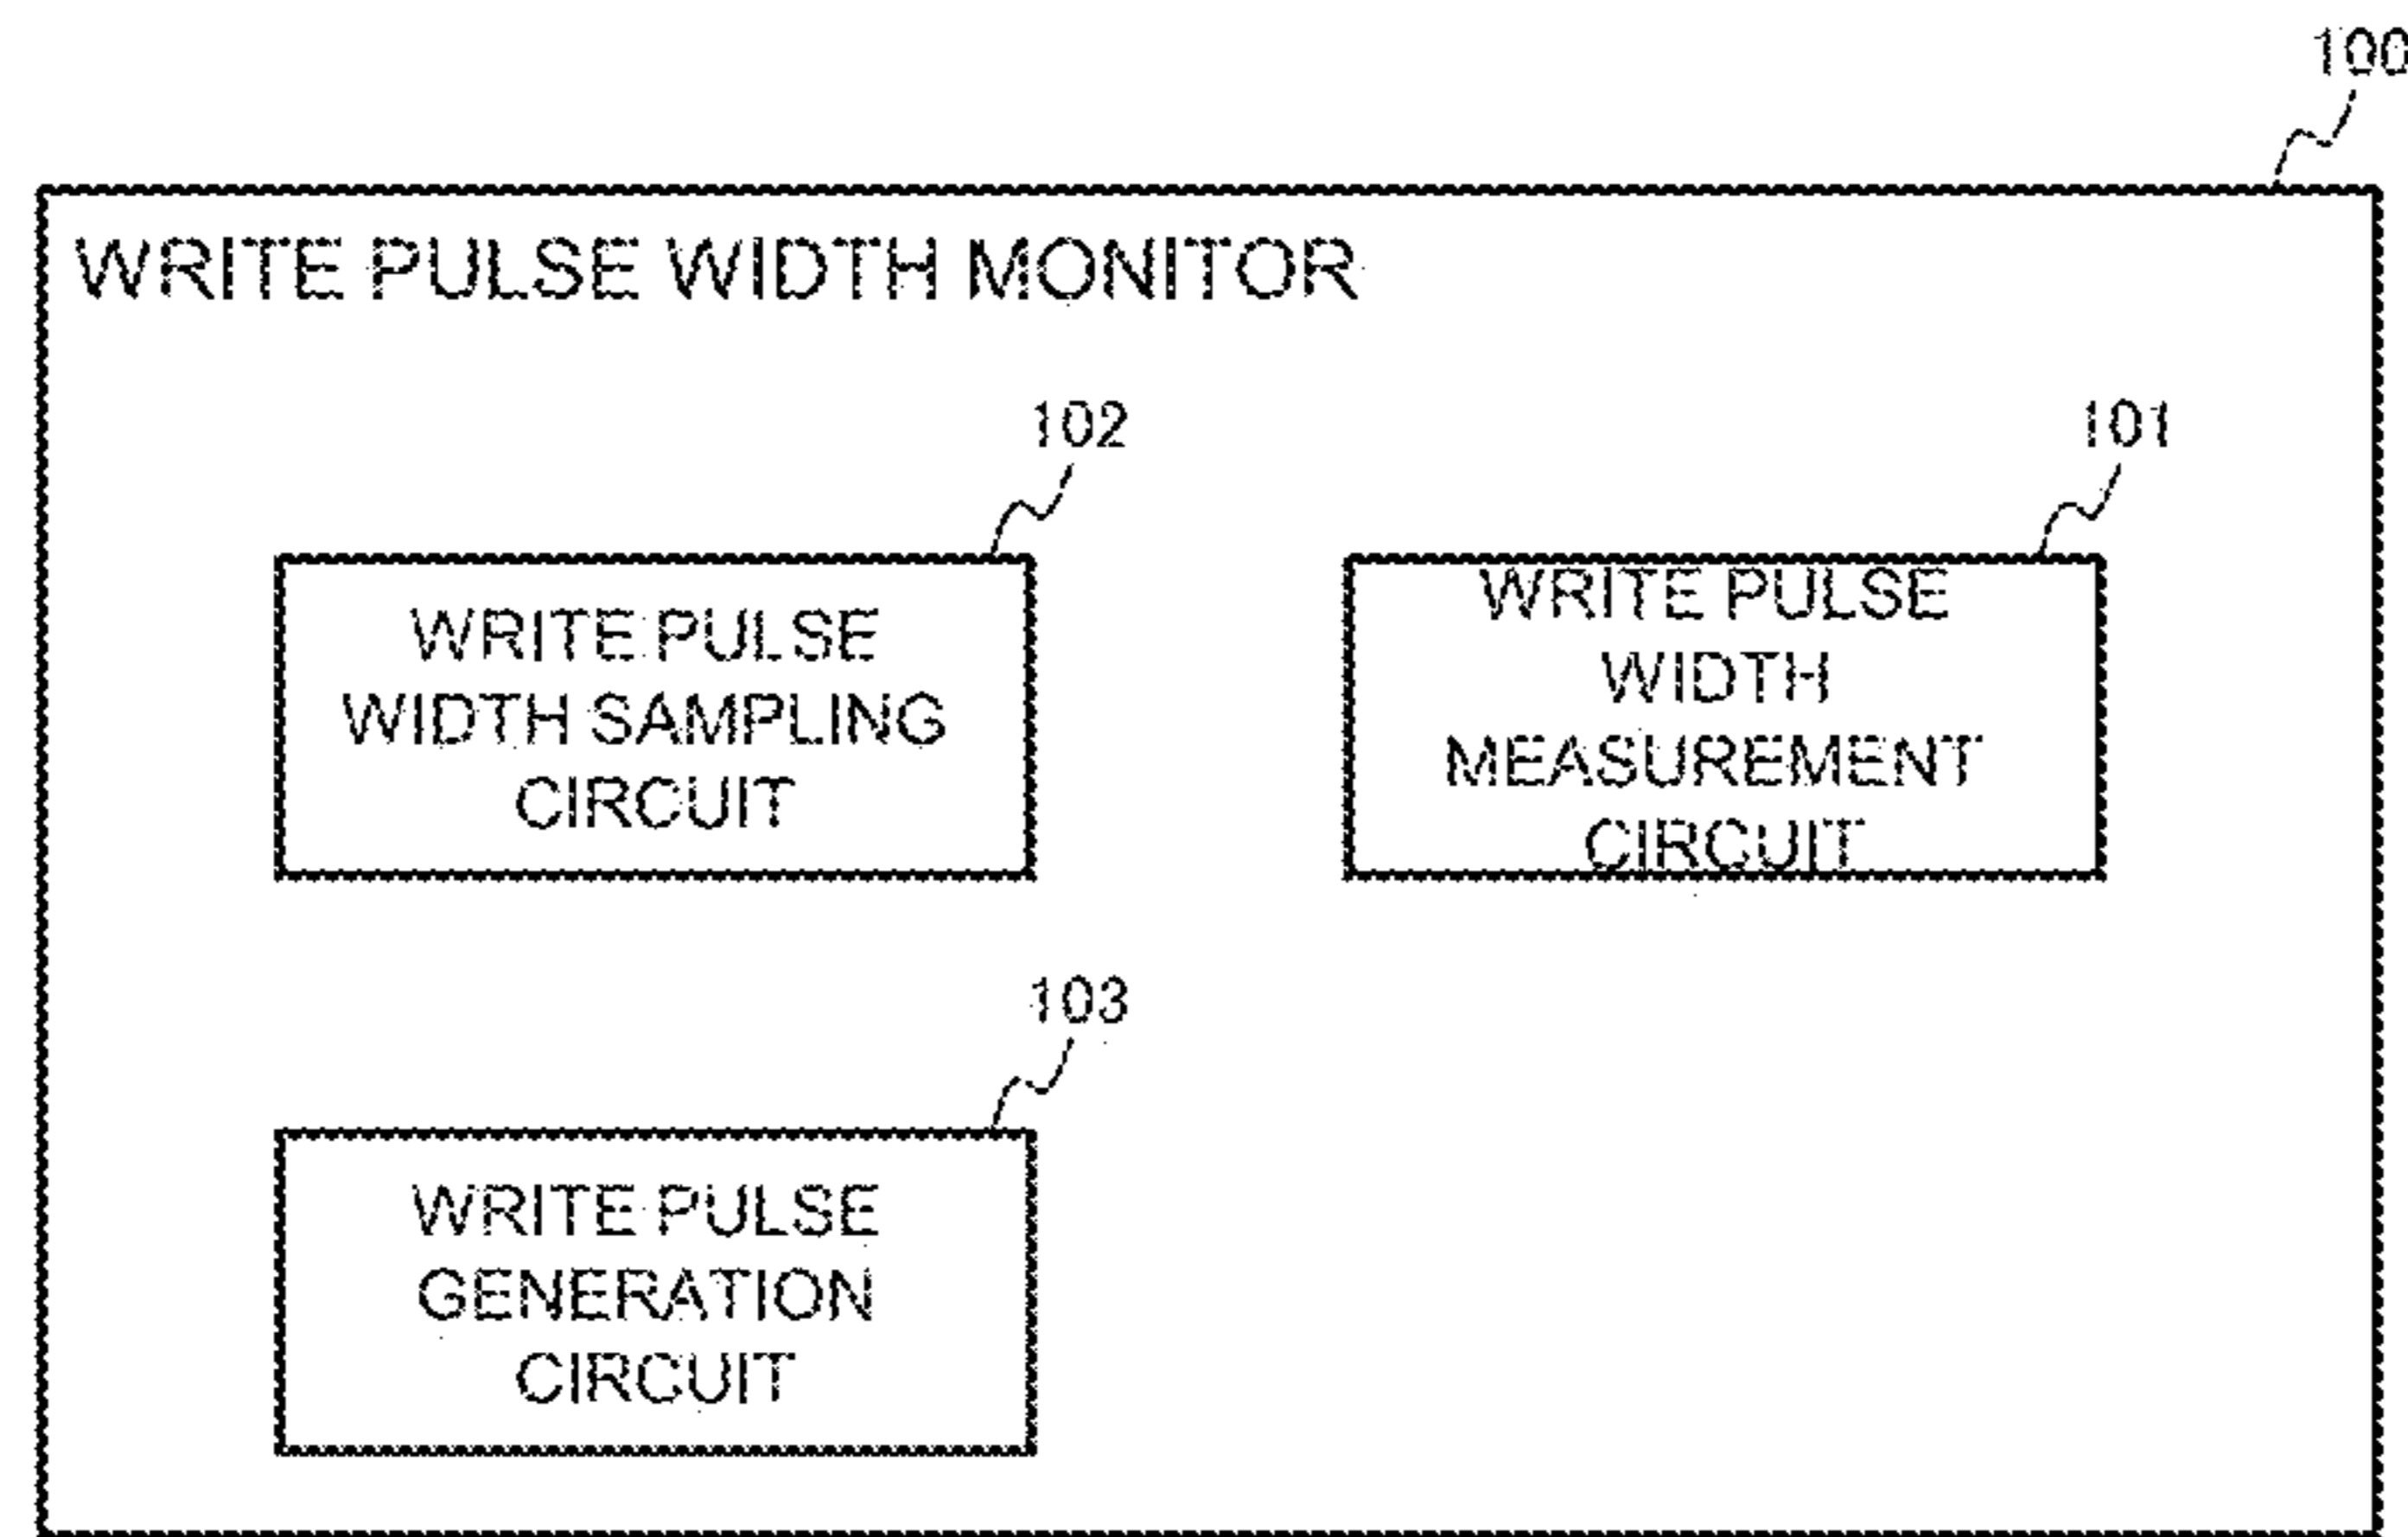 100
WRITE PULSE WIDTH MONITOR
102
WRITE PULSE
WIDTH SAMPLING
CIRCUIT
101
WRITE PULSE
WIDTH
MEASUREMENT
CIRCUIT
103
WRITE PULSE
GENERATION
CIRCUIT